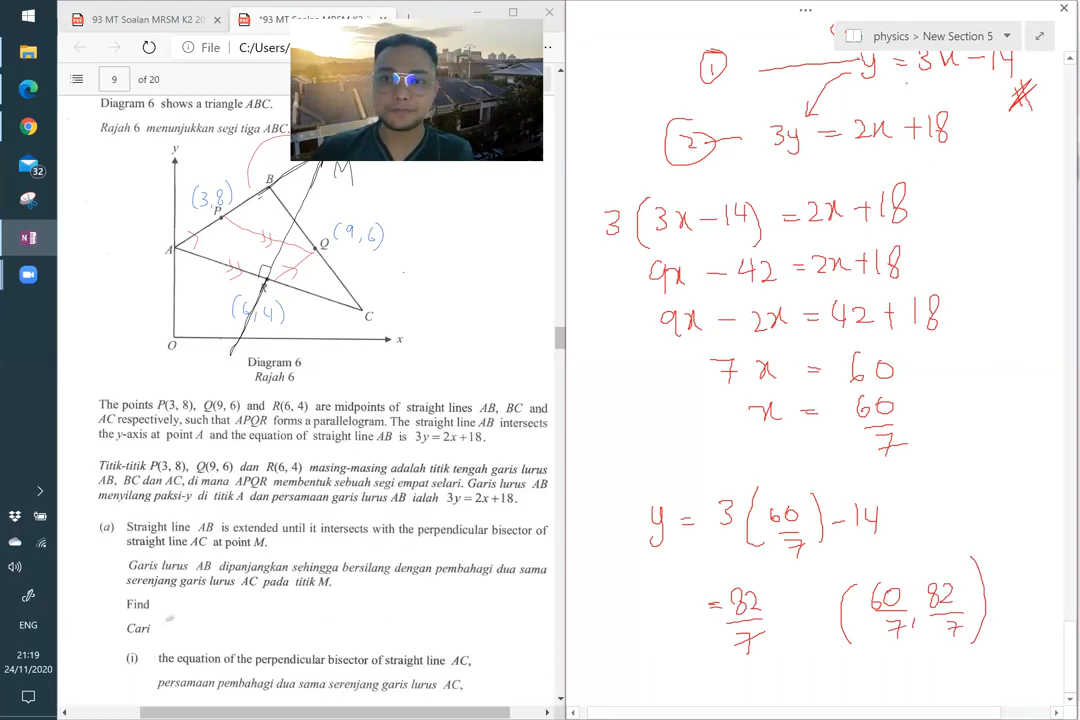 93 MT Soalan MRSM K2 20
*93 MT Soalan MRSM K2
File
C:/Users/
9
of 20
Diagram 6 shows a triangle ABC.
Rajah 6 menunjukkan segi tiga ABC.
y
M
B
(3,8)
P
Q
(9,6)
A
R
(6,4)
C
O
x
Diagram 6
Rajah 6
The points P(3, 8), Q(9, 6) and R(6, 4) are midpoints of straight lines AB, BC and
AC respectively, such that APQR forms a parallelogram. The straight line AB intersects
the y-axis at point A and the equation of straight line AB is 3y = 2x + 18.
Titik-titik P(3, 8), Q(9, 6) dan R(6, 4) masing-masing adalah titik tengah garis lurus
AB, BC dan AC, di mana APQR membentuk sebuah segi empat selari. Garis lurus AB
menyilang paksi-y di titik A dan persamaan garis lurus AB ialah 3y = 2x + 18.
(a) Straight line AB is extended until it intersects with the perpendicular bisector of
straight line AC at point M.
Garis lurus AB dipanjangkan sehingga bersilang dengan pembahagi dua sama
serenjang garis lurus AC pada titik M.
Find
Cari
(i) the equation of the perpendicular bisector of straight line AC,
persamaan pembahagi dua sama serenjang garis lurus AC,
32
ENG
21:19
24/11/2020
physics > New Section 5
1 y = 3x - 14
2 3y = 2x + 18
3(3x - 14) = 2x + 18
9x - 42 = 2x + 18
9x - 2x = 42 + 18
7x = 60
x = 60/7
y = 3(60/7) - 14
= 82/7 (60/7, 82/7)